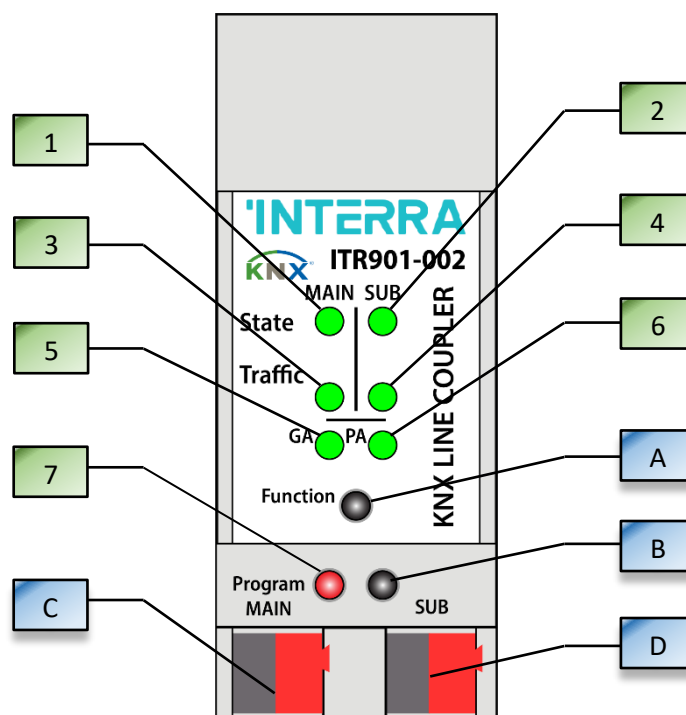 1
2
3
4
5
6
7
A
B
C
D
INTERRA
KNX ITR901-002
MAIN SUB
State
Traffic
GA PA
Function
KNX LINE COUPLER
Program
MAIN SUB